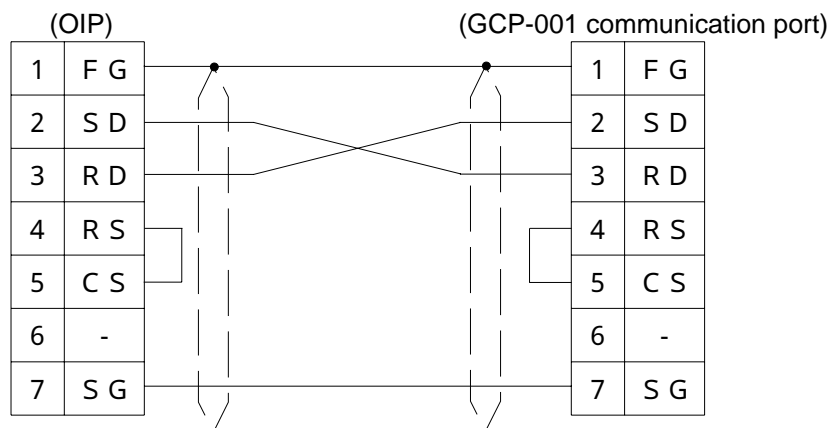 (OIP) (GCP-001 communication port)
1 F G 1 F G
2 S D 2 S D
3 R D 3 R D
4 R S 4 R S
5 C S 5 C S
6 - 6 -
7 S G 7 S G